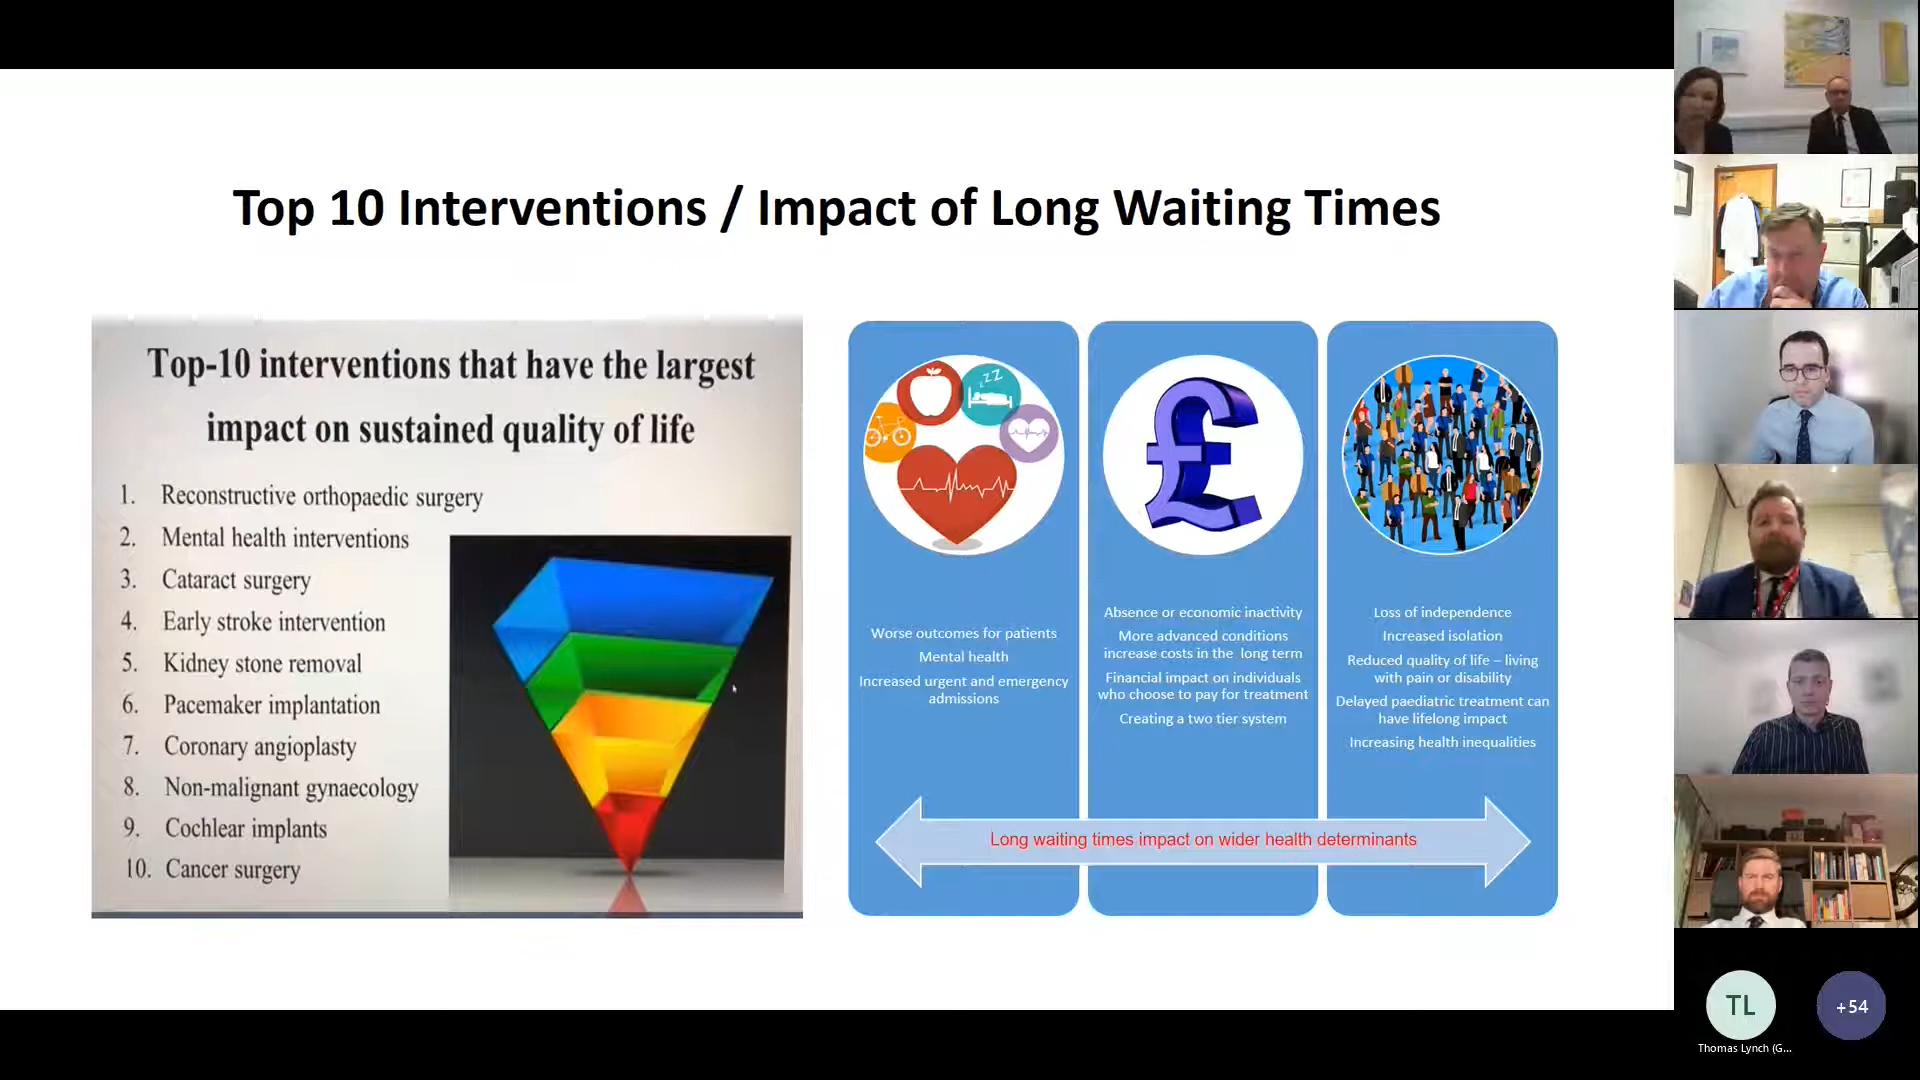 Top 10 Interventions / Impact of Long Waiting Times
Top-10 interventions that have the largest
impact on sustained quality of life
1. Reconstructive orthopaedic surgery
2. Mental health interventions
3. Cataract surgery
4. Early stroke intervention
5. Kidney stone removal
6. Pacemaker implantation
7. Coronary angioplasty
8. Non-malignant gynaecology
9. Cochlear implants
10. Cancer surgery
zzz
£
Worse outcomes for patients
Mental health
Increased urgent and emergency
admissions
Absence or economic inactivity
More advanced conditions
increase costs in the long term
Financial impact on individuals
who choose to pay for treatment
Creating a two tier system
Loss of independence
Increased isolation
Reduced quality of life – living
with pain or disability
Delayed paediatric treatment can
have lifelong impact
Increasing health inequalities
Long waiting times impact on wider health determinants
TL
+54
Thomas Lynch (G...